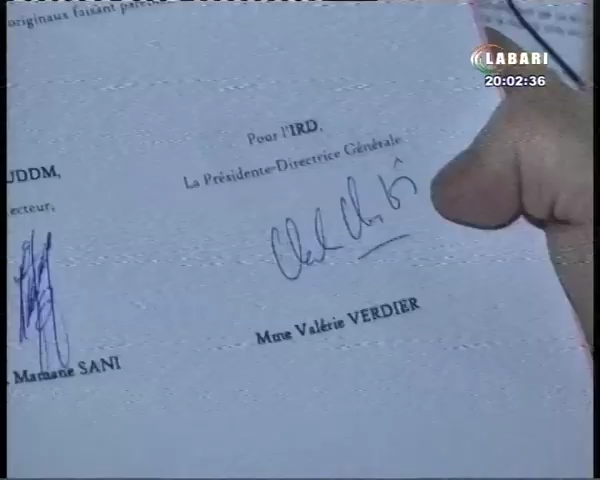 originaux faisant
LABARI
20:02:36
Pour l'IRD,
UDDM,
La Présidente-Directrice Générale
ecteur,
Mme Valérie VERDIER
Mamane SANI